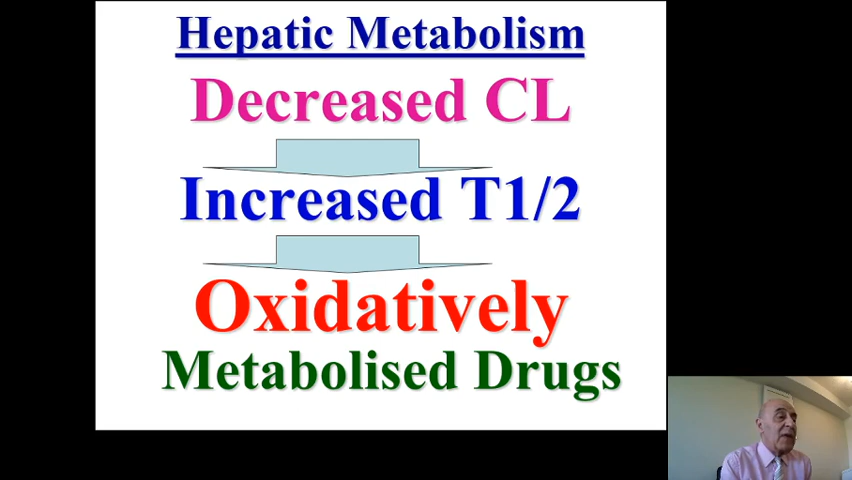 Hepatic Metabolism
Decreased CL
Increased T1/2
Oxidatively
Metabolised Drugs